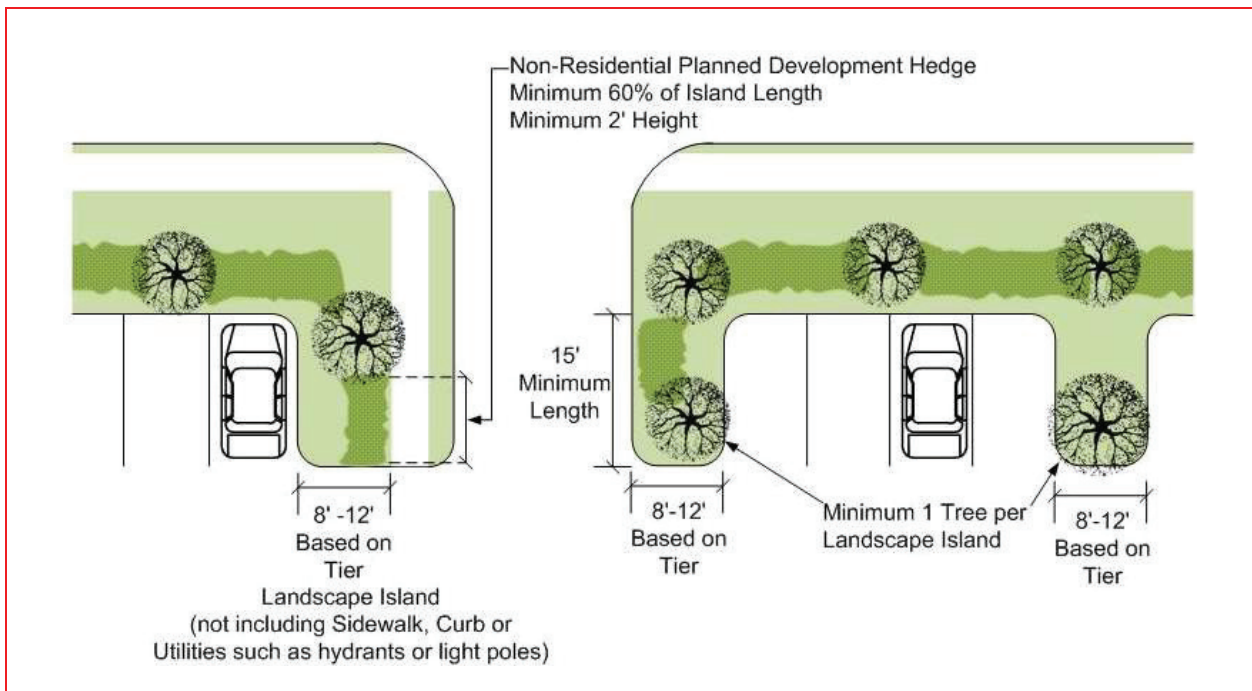 Non-Residential Planned Development Hedge
Minimum 60% of Island Length
Minimum 2' Height
15'
Minimum
Length
8' -12'
Based on
Tier
Landscape Island
(not including Sidewalk, Curb or
Utilities such as hydrants or light poles)
8'-12'
Based on
Tier
Minimum 1 Tree per
Landscape Island
8'-12'
Based on
Tier